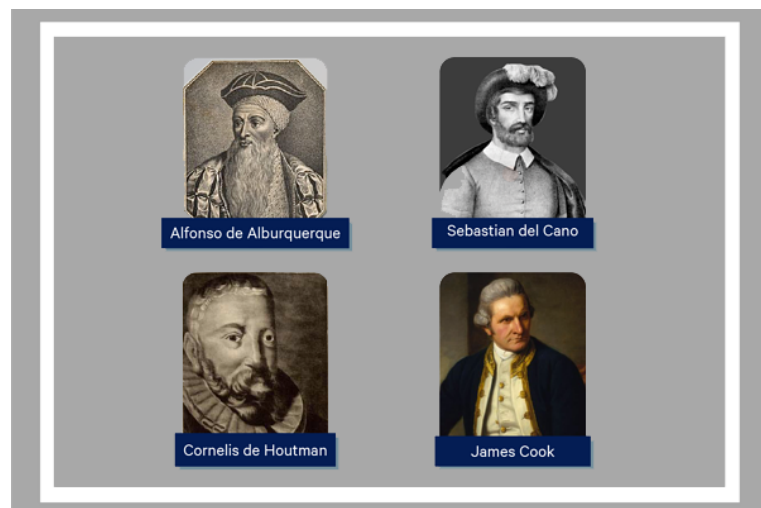 Alfonso de Alburquerque
Sebastian del Cano
Cornelis de Houtman
James Cook